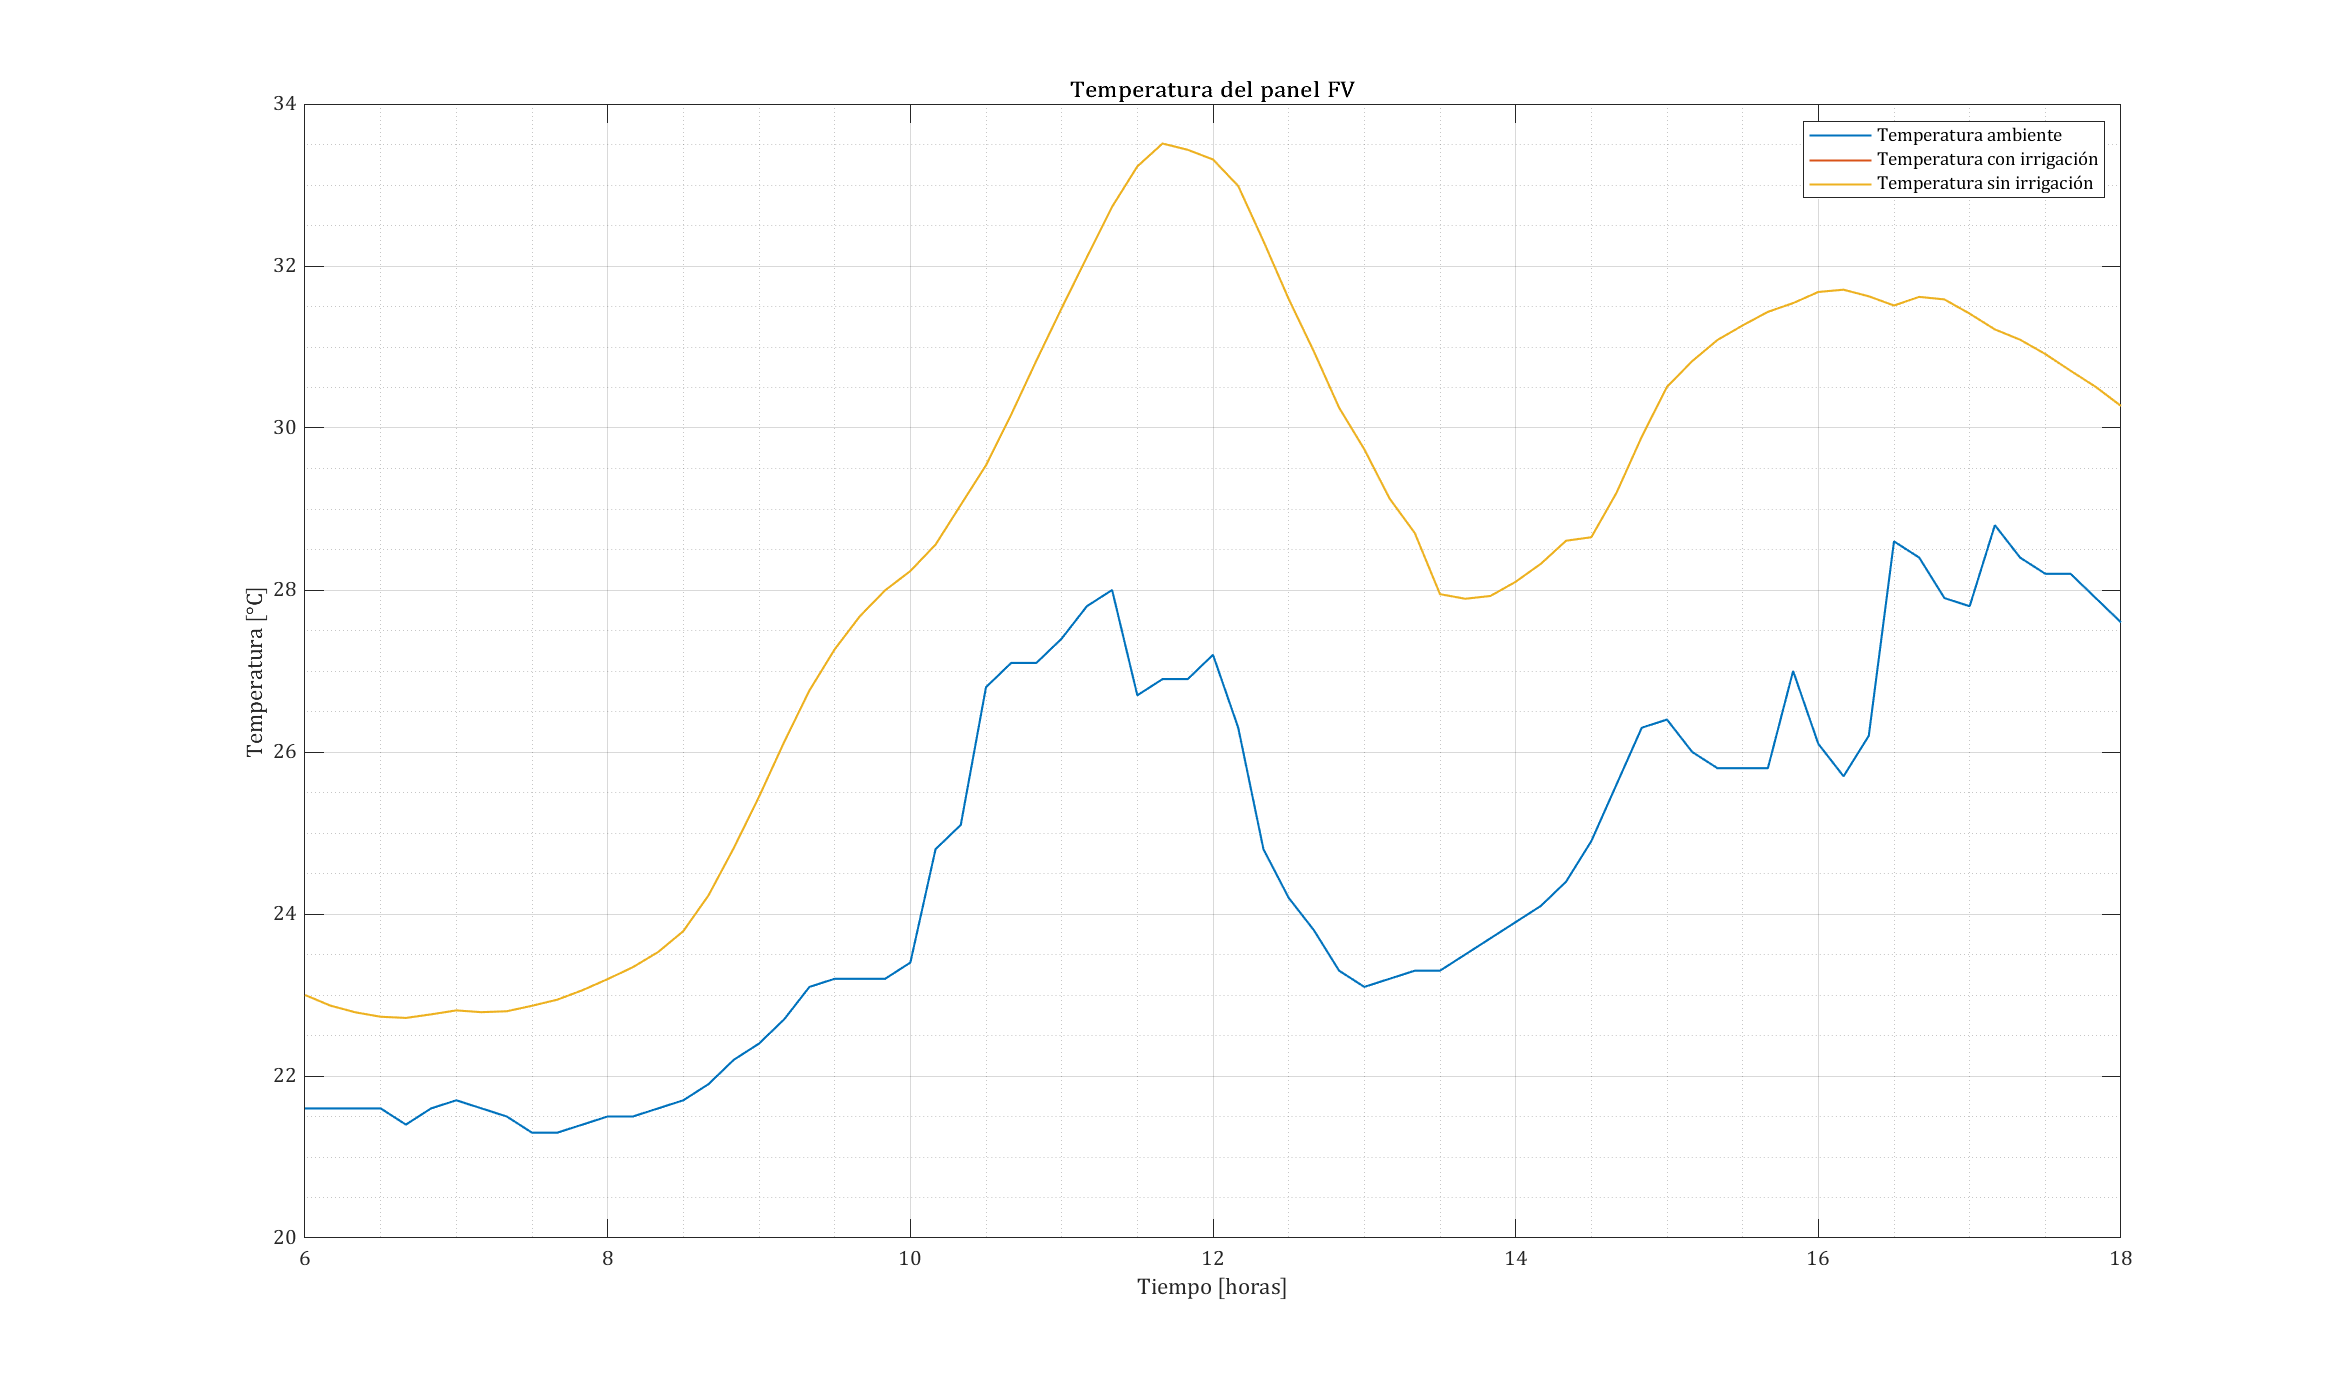 Temperatura del panel FV
34
Temperatura ambiente
Temperatura con irrigación
Temperatura sin irrigación
32
30
28
Temperatura [°C]
26
24
22
20
6 8 10 12 14 16 18
Tiempo [horas]